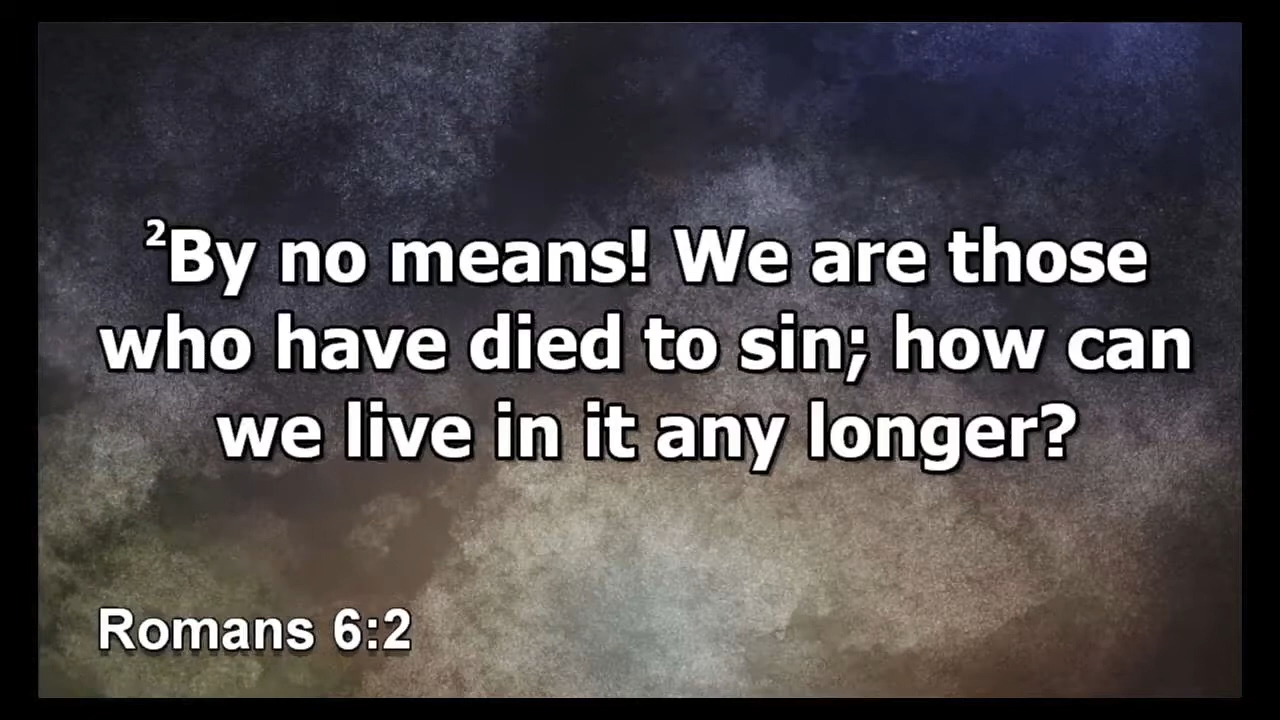 ²By no means! We are those
who have died to sin; how can
we live in it any longer?
Romans 6:2